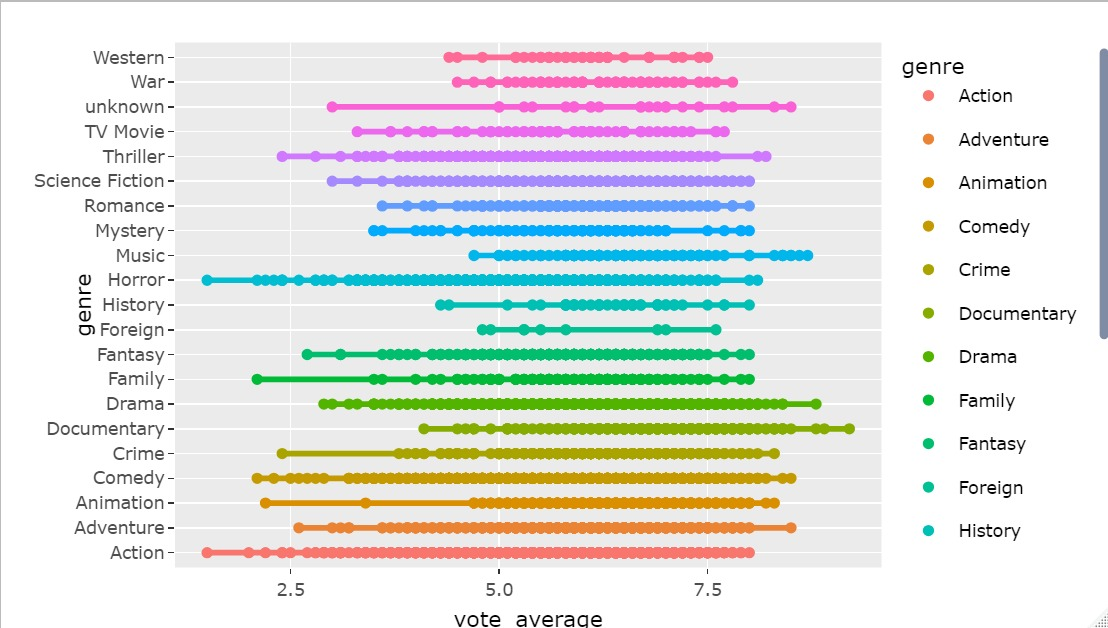 Western
War
unknown
TV Movie
Thriller
Science Fiction
Romance
Mystery
Music
Horror
History
Foreign
Fantasy
Family
Drama
Documentary
Crime
Comedy
Animation
Adventure
Action
genre
2.5 5.0 7.5
vote_average
genre
Action
Adventure
Animation
Comedy
Crime
Documentary
Drama
Family
Fantasy
Foreign
History